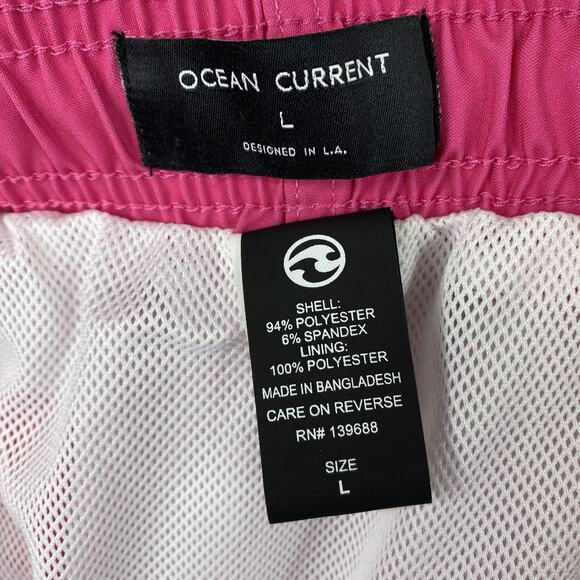 OCEAN CURRENT
L
DESIGNED IN L.A.
SHELL:
94% POLYESTER
6% SPANDEX
LINING:
100% POLYESTER
MADE IN BANGLADESH
CARE ON REVERSE
RN# 139688
SIZE
L